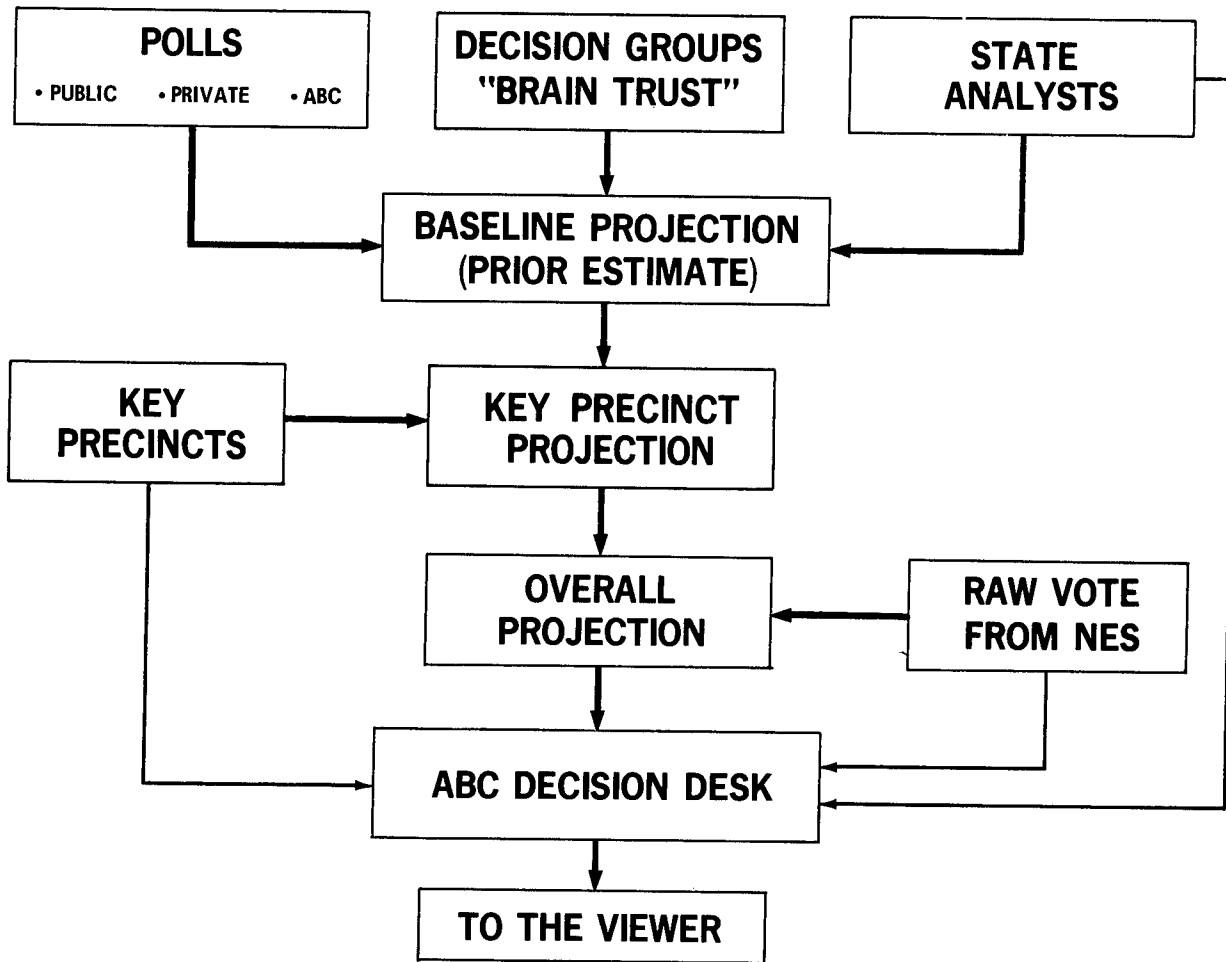 POLLS
• PUBLIC • PRIVATE • ABC
DECISION GROUPS
"BRAIN TRUST"
STATE
ANALYSTS
BASELINE PROJECTION
(PRIOR ESTIMATE)
KEY
PRECINCTS
KEY PRECINCT
PROJECTION
OVERALL
PROJECTION
RAW VOTE
FROM NES
ABC DECISION DESK
TO THE VIEWER